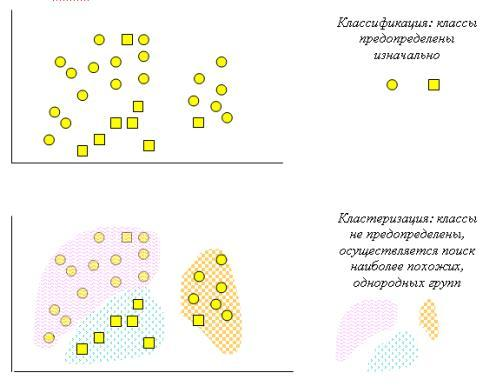 Классификация: классы
предопределены
изначально
Кластеризация: классы
не предопределены,
осуществляется поиск
наиболее похожих,
однородных групп